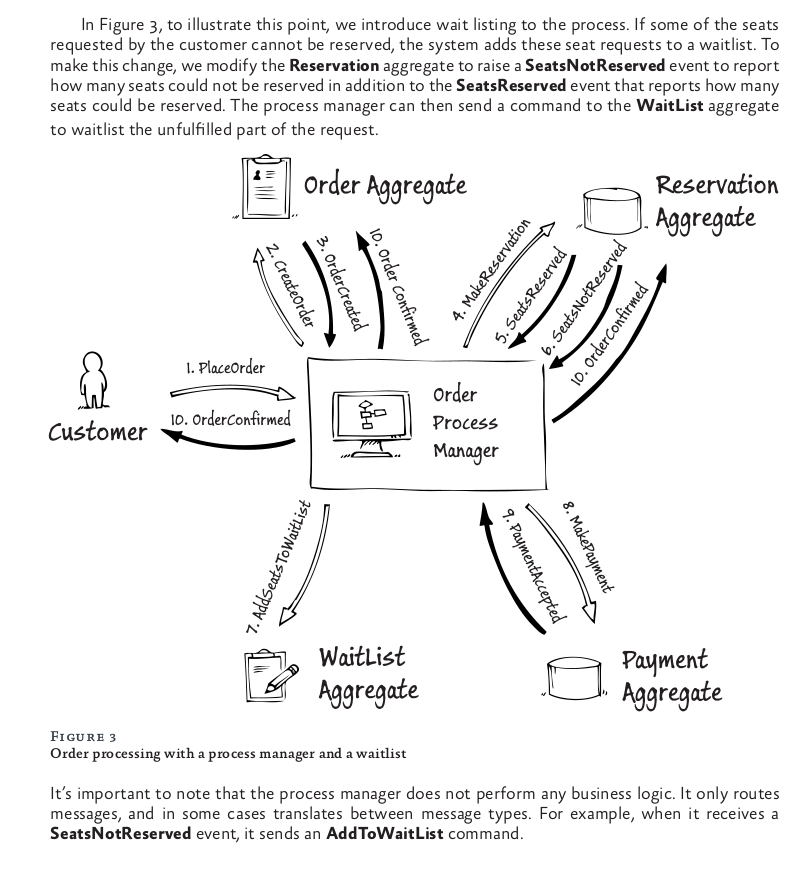 In Figure 3, to illustrate this point, we introduce wait listing to the process. If some of the seats
requested by the customer cannot be reserved, the system adds these seat requests to a waitlist. To
make this change, we modify the Reservation aggregate to raise a SeatsNotReserved event to report
how many seats could not be reserved in addition to the SeatsReserved event that reports how many
seats could be reserved. The process manager can then send a command to the WaitList aggregate
to waitlist the unfulfilled part of the request.
Order Aggregate
Reservation
Aggregate
2. CreateOrder
3. OrderCreated
10. Order Confirmed
4. MakeReservation
5. SeatsReserved
6. SeatsNotReserved
10. OrderConfirmed
1. PlaceOrder
10. OrderConfirmed
Customer
Order
Process
Manager
7. AddSeatsToWaitList
9. PaymentAccepted
8. MakePayment
WaitList
Aggregate
Payment
Aggregate
Figure 3
Order processing with a process manager and a waitlist
It's important to note that the process manager does not perform any business logic. It only routes
messages, and in some cases translates between message types. For example, when it receives a
SeatsNotReserved event, it sends an AddToWaitList command.